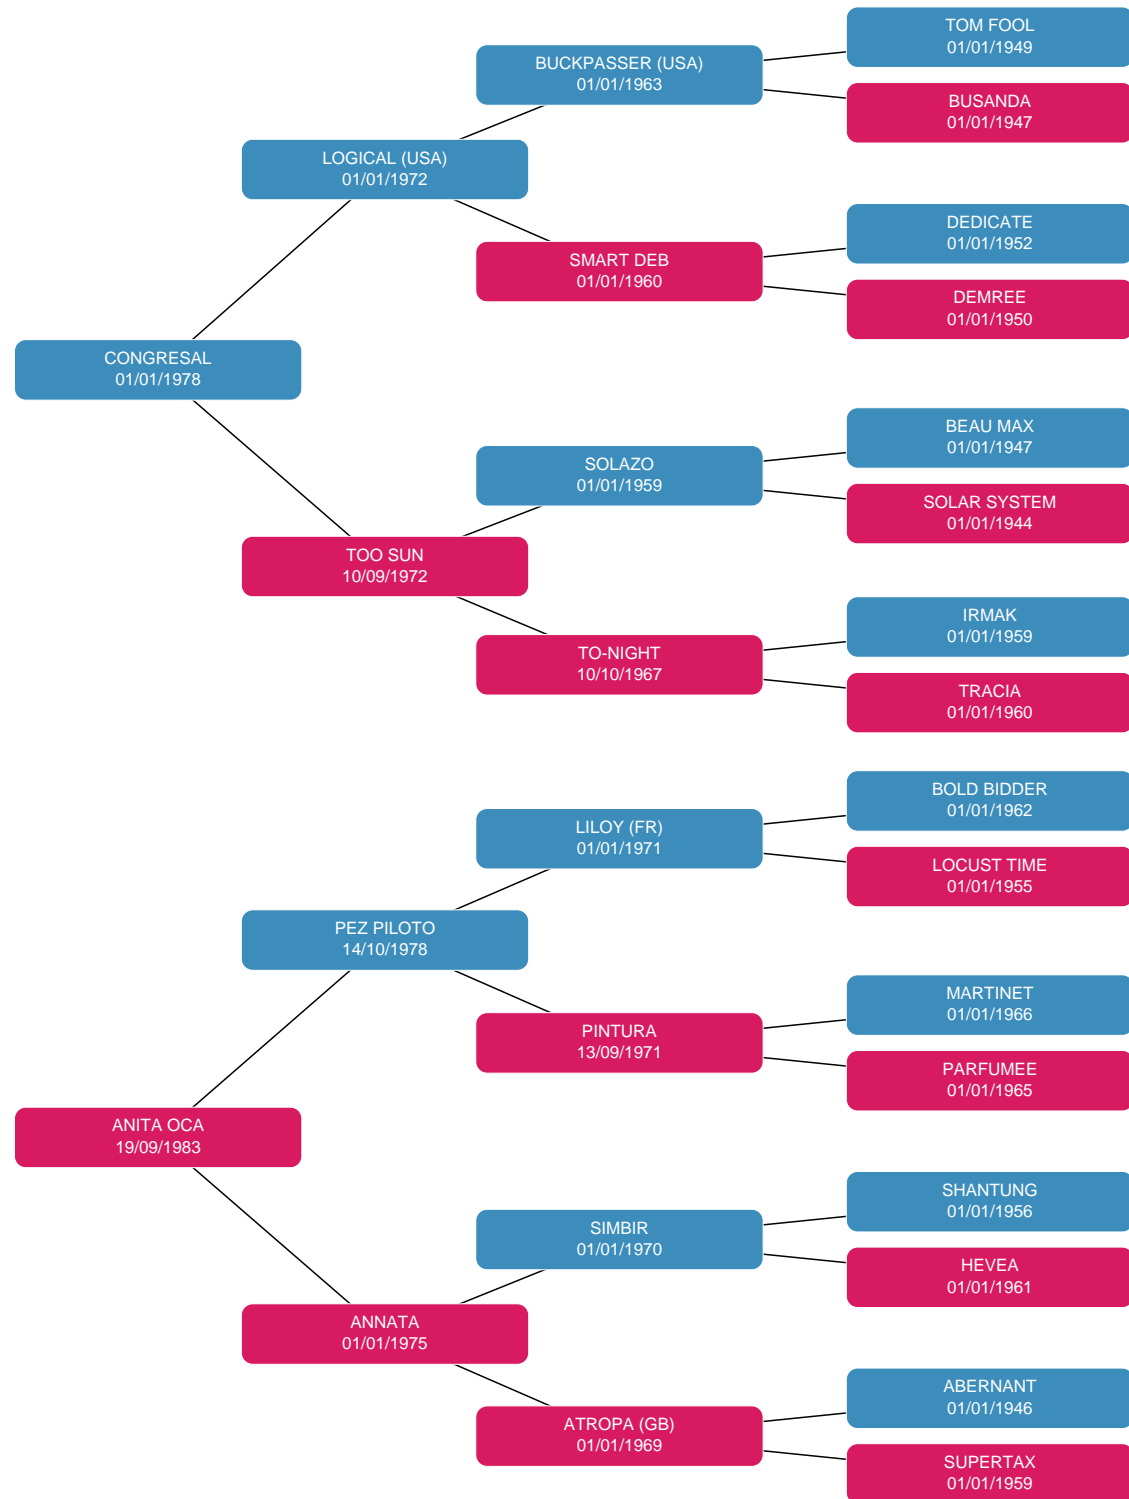 TOM FOOL
01/01/1949
BUCKPASSER (USA)
01/01/1963
BUSANDA
01/01/1947
LOGICAL (USA)
01/01/1972
DEDICATE
01/01/1952
SMART DEB
01/01/1960
DEMREE
01/01/1950
CONGRESAL
01/01/1978
BEAU MAX
01/01/1947
SOLAZO
01/01/1959
SOLAR SYSTEM
01/01/1944
TOO SUN
10/09/1972
IRMAK
01/01/1959
TO-NIGHT
10/10/1967
TRACIA
01/01/1960
BOLD BIDDER
01/01/1962
LILOY (FR)
01/01/1971
LOCUST TIME
01/01/1955
PEZ PILOTO
14/10/1978
MARTINET
01/01/1966
PINTURA
13/09/1971
PARFUMEE
01/01/1965
ANITA OCA
19/09/1983
SHANTUNG
01/01/1956
SIMBIR
01/01/1970
HEVEA
01/01/1961
ANNATA
01/01/1975
ABERNANT
01/01/1946
ATROPA (GB)
01/01/1969
SUPERTAX
01/01/1959